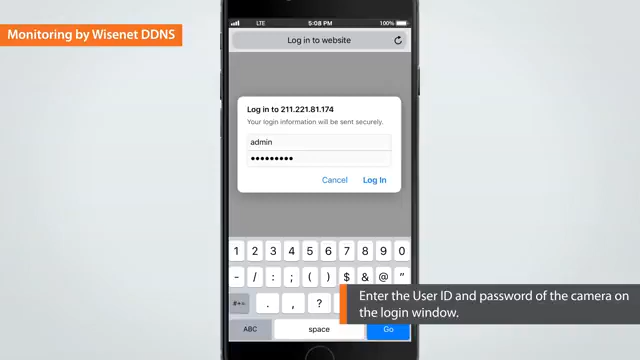 Monitoring by Wisenet DDNS
LTE 5:08 PM 100%
Log in to website
Log in to 211.221.81.174
Your login information will be sent securely.
admin
●●●●●●●●●
Cancel Log In
1 2 3 4 5 6 7 8 9 0
- / : ; ( ) $ & @ "
#+= . , ?
Enter the User ID and password of the camera on
the login window.
ABC space Go